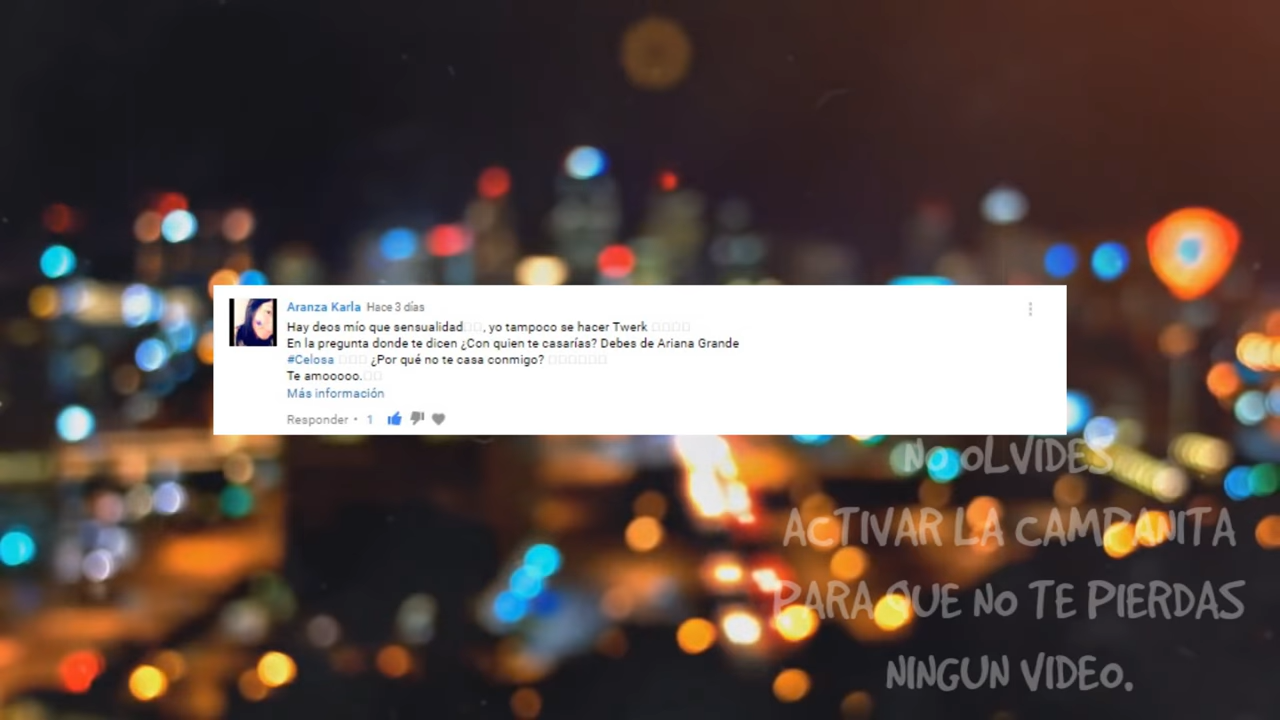 Aranza Karla Hace 3 días
Hay deos mío que sensualidad, yo tampoco se hacer Twerk
En la pregunta donde te dicen ¿Con quien te casarías? Debes de Ariana Grande
#Celosa ¿Por qué no te casa conmigo?
Te amooooo.
Más información
Responder • 1
NO OLVIDES
ACTIVAR LA CAMPANITA
PARA QUE NO TE PIERDAS
NINGUN VIDEO.